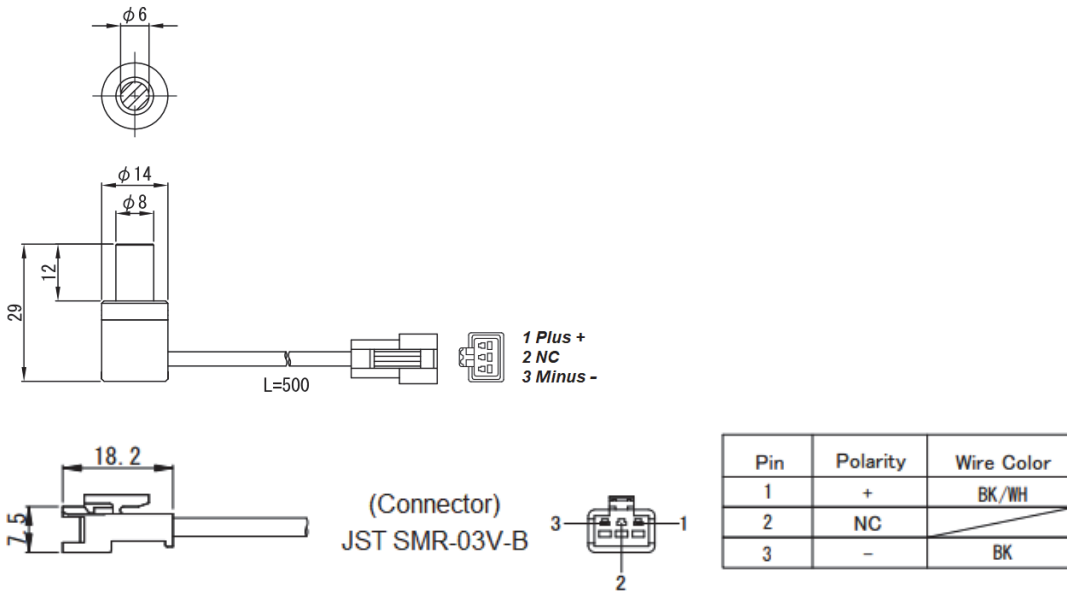 φ6
φ14
φ8
12
29
1 Plus +
2 NC
3 Minus -
L=500
18.2
7.5
(Connector)
JST SMR-03V-B
3
1
2
Pin Polarity Wire Color
1 + BK/WH
2 NC
3 − BK